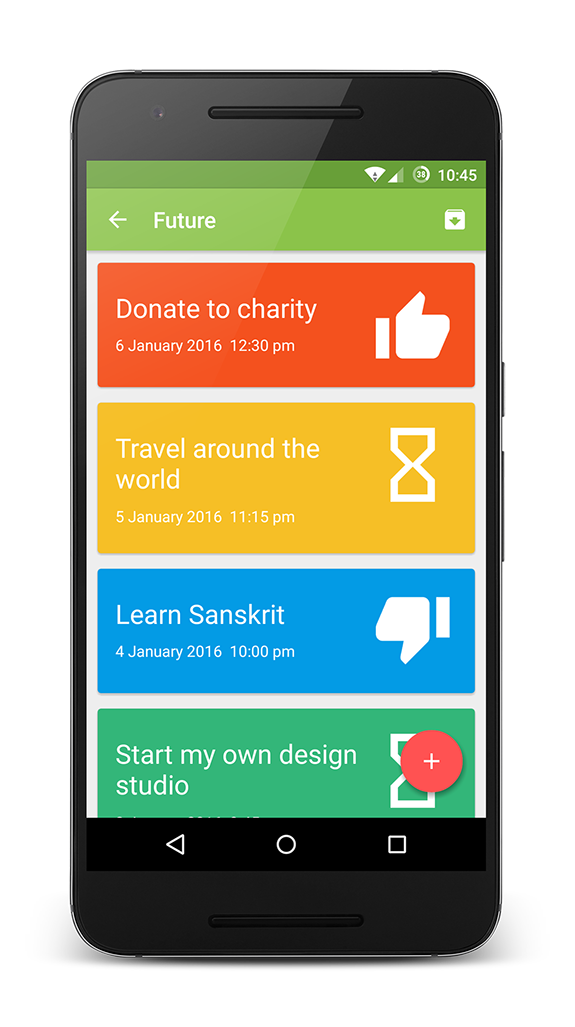 38 10:45
Future
Donate to charity
6 January 2016 12:30 pm
Travel around the
world
5 January 2016 11:15 pm
Learn Sanskrit
4 January 2016 10:00 pm
Start my own design
studio